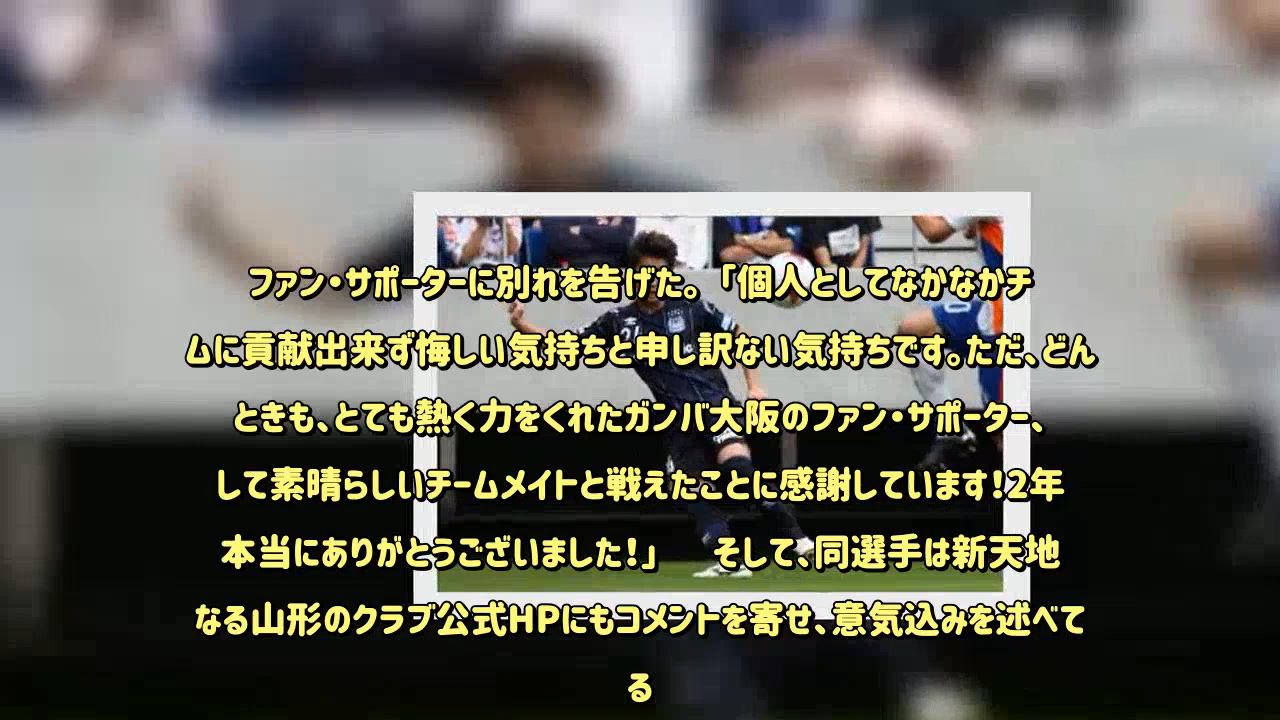 ファン・サポーターに別れを告げた。「個人としてなかなかチ
ムに貢献出来ず悔しい気持ちと申し訳ない気持ちです。ただ、どん
ときも、とても熱く力をくれたガンバ大阪のファン・サポーター、
して素晴らしいチームメイトと戦えたことに感謝しています!2年
本当にありがとうございました!」　そして、同選手は新天地
なる山形のクラブ公式HPにもコメントを寄せ、意気込みを述べて
る